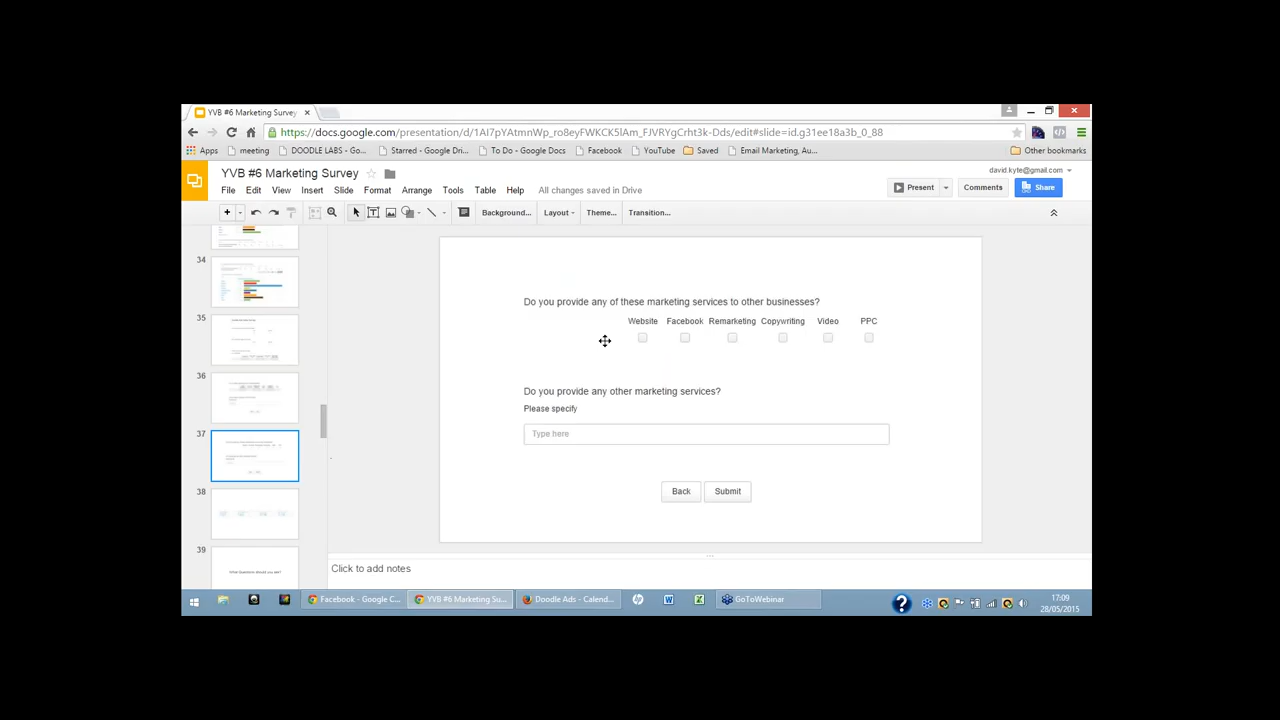 YVB #6 Marketing Survey
https://docs.google.com/presentation/d/1AI7pYAtmnWp_ro8eyFWKCK5lAm_FJVRYgCrht3k-Dds/edit#slide=id.g31ee18a3b_0_88
Apps meeting DOODLE LABS - Go... Starred - Google Dri... To Do - Google Docs Facebook YouTube Saved Email Marketing, Au... Other bookmarks
david.kyte@gmail.com
YVB #6 Marketing Survey
File Edit View Insert Slide Format Arrange Tools Table Help All changes saved in Drive
Present Comments Share
Background... Layout Theme... Transition...
34
35
36
37
38
39
What Questions should you ask?
Do you provide any of these marketing services to other businesses?
Website Facebook Remarketing Copywriting Video PPC
Do you provide any other marketing services?
Please specify
Type here
Back Submit
Click to add notes
Facebook - Google C... YVB #6 Marketing Su... Doodle Ads - Calend... GoToWebinar
17:09
28/05/2015